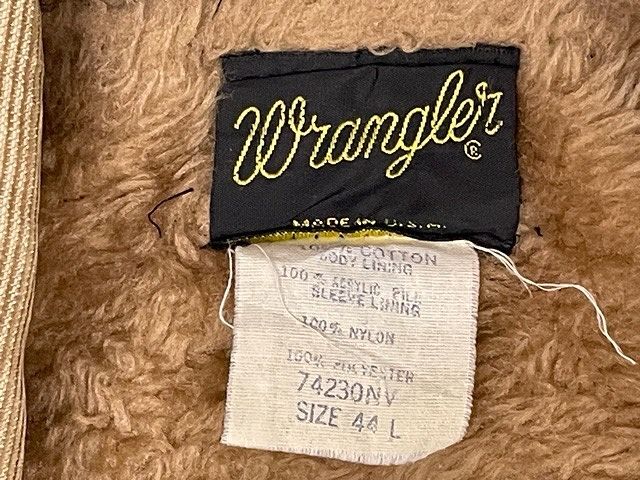 Wrangler
®
MADE IN U.S.A.
COTTON
BODY LINING
100% ACRYLIC PILE
SLEEVE LINING
100% NYLON
100% POLYESTER
74230NV
SIZE 44 L